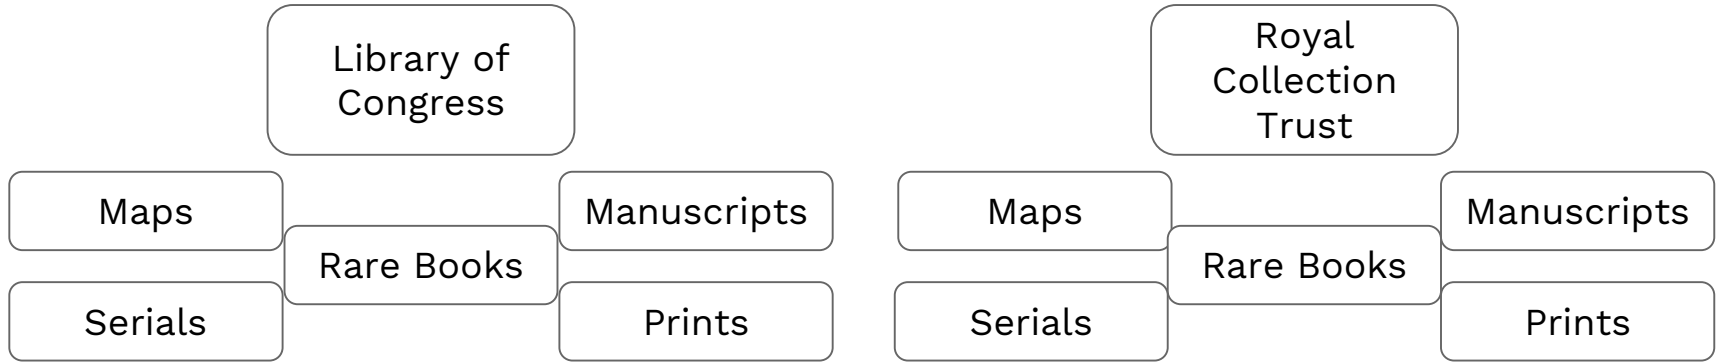 Library of
Congress
Maps
Manuscripts
Rare Books
Serials
Prints
Royal
Collection
Trust
Maps
Manuscripts
Rare Books
Serials
Prints